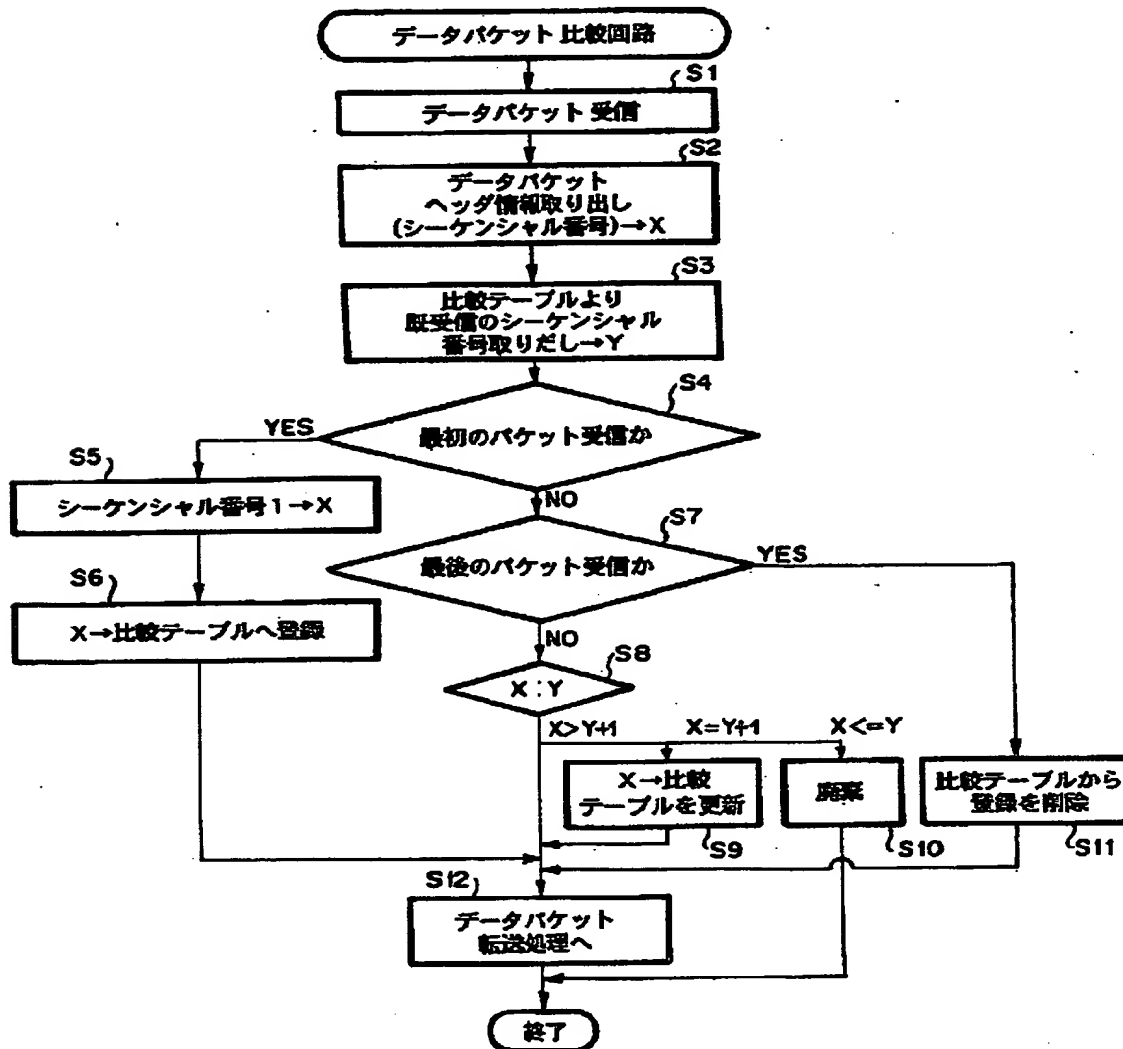 データパケット 比較回路
S1
データパケット 受信
S2
データパケット
ヘッダ情報取り出し
(シーケンシャル番号)→X
S3
比較テーブルより
既受信のシーケンシャル
番号取りだし→Y
S4
最初のパケット受信か
YES
S5
シーケンシャル番号1→X
NO
S7
最後のパケット受信か
YES
S6
X→比較テーブルへ登録
NO
S8
X:Y
X>Y+1
X=Y+1
X<=Y
X→比較
テーブルを更新
S9
廃棄
S10
比較テーブルから
登録を削除
S11
S12
データパケット
転送処理へ
終了